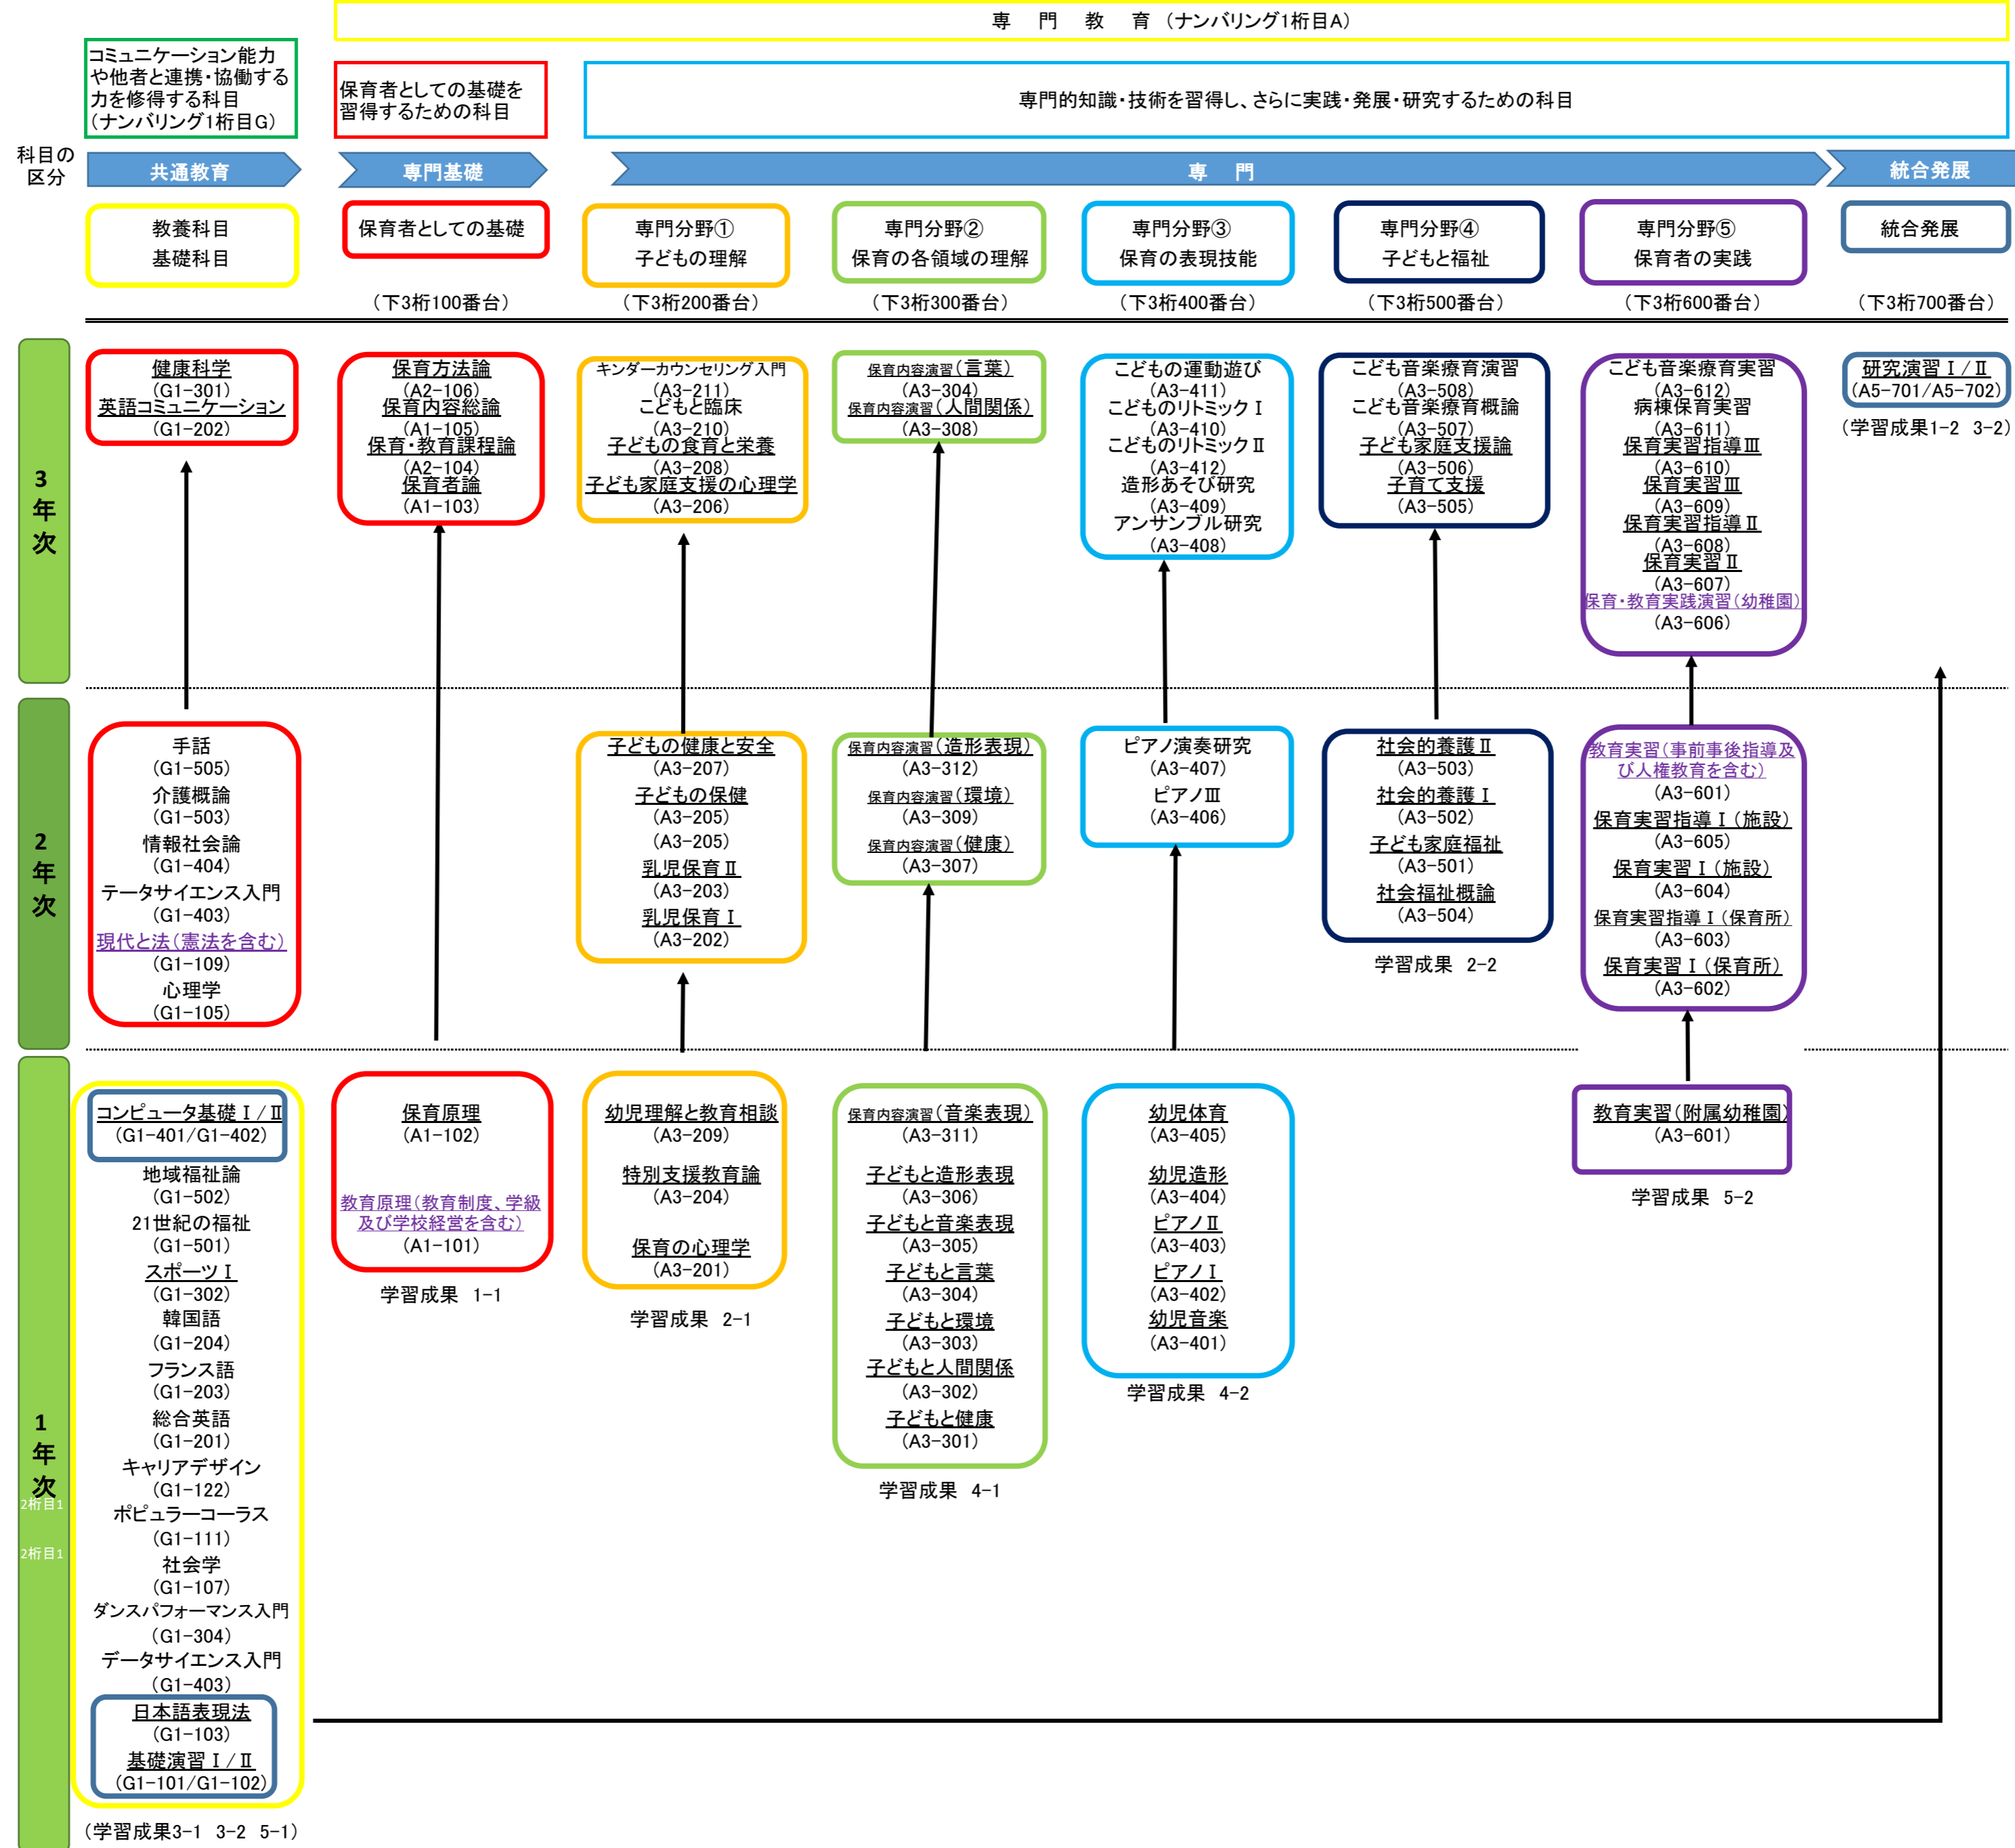 専　門　教　育（ナンバリング1桁目A）
コミュニケーション能力
や他者と連携・協働する
力を修得する科目
（ナンバリング1桁目G）
保育者としての基礎を
習得するための科目
専門的知識・技術を習得し、さらに実践・発展・研究するための科目
科目の
区分
共通教育
専門基礎
専　門
統合発展
教養科目
基礎科目
保育者としての基礎
専門分野①
子どもの理解
専門分野②
保育の各領域の理解
専門分野③
保育の表現技能
専門分野④
子どもと福祉
専門分野⑤
保育者の実践
統合発展
（下3桁100番台）
（下3桁200番台）
（下3桁300番台）
（下3桁400番台）
（下3桁500番台）
（下3桁600番台）
（下3桁700番台）
3
年
次
健康科学
（G1-301）
英語コミュニケーション
（G1-202）
保育方法論
（A2-106）
保育内容総論
（A1-105）
保育・教育課程論
（A2-104）
保育者論
（A1-103）
キンダーカウンセリング入門
（A3-211）
こどもと臨床
（A3-210）
子どもの食育と栄養
（A3-208）
子ども家庭支援の心理学
（A3-206）
保育内容演習（言葉）
（A3-304）
保育内容演習（人間関係）
（A3-308）
こどもの運動遊び
（A3-411）
こどものリトミックⅠ
（A3-410）
こどものリトミックⅡ
（A3-412）
造形あそび研究
（A3-409）
アンサンブル研究
（A3-408）
こども音楽療育演習
（A3-508）
こども音楽療育概論
（A3-507）
子ども家庭支援論
（A3-506）
子育て支援
（A3-505）
こども音楽療育実習
（A3-612）
病棟保育実習
（A3-611）
保育実習指導Ⅲ
（A3-610）
保育実習Ⅲ
（A3-609）
保育実習指導Ⅱ
（A3-608）
保育実習Ⅱ
（A3-607）
保育・教育実践演習（幼稚園）
（A3-606）
研究演習Ⅰ/Ⅱ
（A5-701/A5-702）
（学習成果1-2 3-2）
2
年
次
手話
（G1-505）
介護概論
（G1-503）
情報社会論
（G1-404）
テータサイエンス入門
（G1-403）
現代と法（憲法を含む）
（G1-109）
心理学
（G1-105）
子どもの健康と安全
（A3-207）
子どもの保健
（A3-205）
（A3-205）
乳児保育Ⅱ
（A3-203）
乳児保育Ⅰ
（A3-202）
保育内容演習（造形表現）
（A3-312）
保育内容演習（環境）
（A3-309）
保育内容演習（健康）
（A3-307）
ピアノ演奏研究
（A3-407）
ピアノⅢ
（A3-406）
社会的養護Ⅱ
（A3-503）
社会的養護Ⅰ
（A3-502）
子ども家庭福祉
（A3-501）
社会福祉概論
（A3-504）
学習成果 2-2
教育実習（事前事後指導及
び人権教育を含む）
（A3-601）
保育実習指導Ⅰ（施設）
（A3-605）
保育実習Ⅰ（施設）
（A3-604）
保育実習指導Ⅰ（保育所）
（A3-603）
保育実習Ⅰ（保育所）
（A3-602）
1
年
次
2桁目1
2桁目1
コンピュータ基礎Ⅰ/Ⅱ
（G1-401/G1-402）
地域福祉論
（G1-502）
21世紀の福祉
（G1-501）
スポーツⅠ
（G1-302）
韓国語
（G1-204）
フランス語
（G1-203）
総合英語
（G1-201）
キャリアデザイン
（G1-122）
ポピュラーコーラス
（G1-111）
社会学
（G1-107）
ダンスパフォーマンス入門
（G1-304）
データサイエンス入門
（G1-403）
日本語表現法
（G1-103）
基礎演習Ⅰ/Ⅱ
（G1-101/G1-102）
（学習成果3-1 3-2 5-1）
保育原理
（A1-102）
教育原理（教育制度、学級
及び学校経営を含む）
（A1-101）
学習成果 1-1
幼児理解と教育相談
（A3-209）
特別支援教育論
（A3-204）
保育の心理学
（A3-201）
学習成果 2-1
保育内容演習（音楽表現）
（A3-311）
子どもと造形表現
（A3-306）
子どもと音楽表現
（A3-305）
子どもと言葉
（A3-304）
子どもと環境
（A3-303）
子どもと人間関係
（A3-302）
子どもと健康
（A3-301）
学習成果 4-1
幼児体育
（A3-405）
幼児造形
（A3-404）
ピアノⅡ
（A3-403）
ピアノⅠ
（A3-402）
幼児音楽
（A3-401）
学習成果 4-2
教育実習（附属幼稚園）
（A3-601）
学習成果 5-2